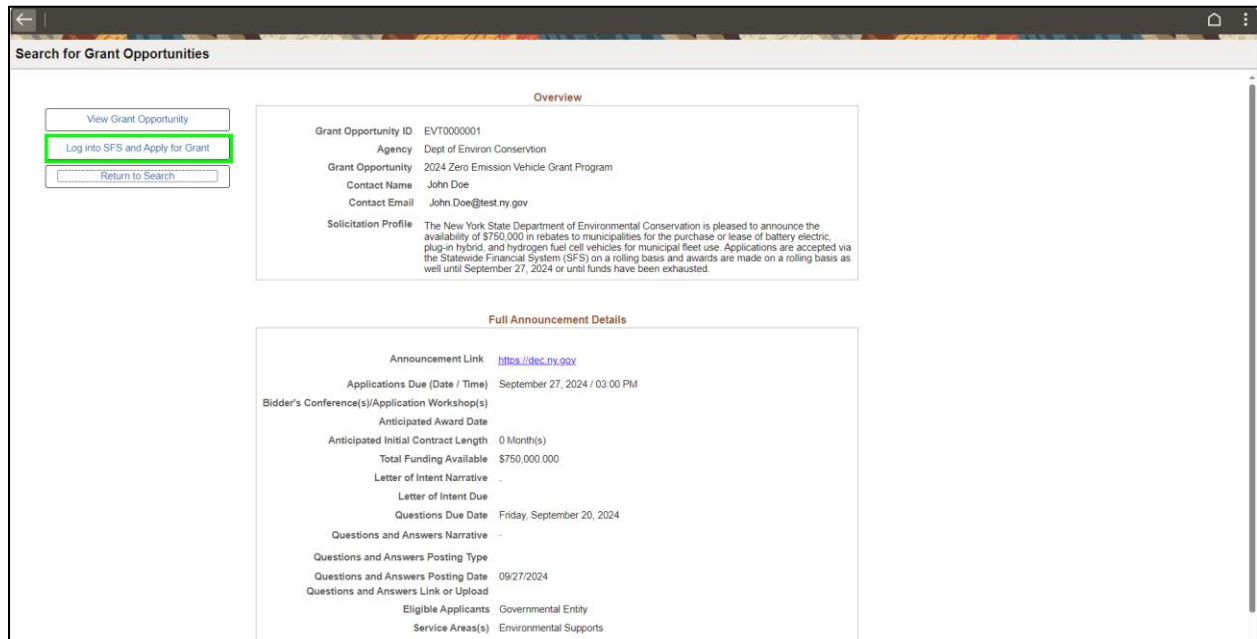 Search for Grant Opportunities
View Grant Opportunity
Log into SFS and Apply for Grant
Return to Search
Overview
Grant Opportunity ID EVT0000001
Agency Dept of Environ Conservtion
Grant Opportunity 2024 Zero Emission Vehicle Grant Program
Contact Name John Doe
Contact Email John.Doe@test.ny.gov
Solicitation Profile The New York State Department of Environmental Conservation is pleased to announce the
availability of $750,000 in rebates to municipalities for the purchase or lease of battery electric,
plug-in hybrid, and hydrogen fuel cell vehicles for municipal fleet use. Applications are accepted via
the Statewide Financial System (SFS) on a rolling basis and awards are made on a rolling basis as
well until September 27, 2024 or until funds have been exhausted.
Full Announcement Details
Announcement Link https://dec.ny.gov
Applications Due (Date / Time) September 27, 2024 / 03:00 PM
Bidder's Conference(s)/Application Workshop(s)
Anticipated Award Date
Anticipated Initial Contract Length 0 Month(s)
Total Funding Available $750,000.000
Letter of Intent Narrative .
Letter of Intent Due
Questions Due Date Friday, September 20, 2024
Questions and Answers Narrative .
Questions and Answers Posting Type
Questions and Answers Posting Date 09/27/2024
Questions and Answers Link or Upload
Eligible Applicants Governmental Entity
Service Areas(s) Environmental Supports